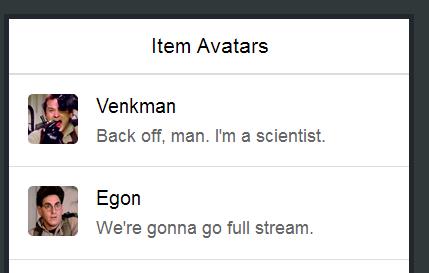 Item Avatars
Venkman
Back off, man. I'm a scientist.
Egon
We're gonna go full stream.